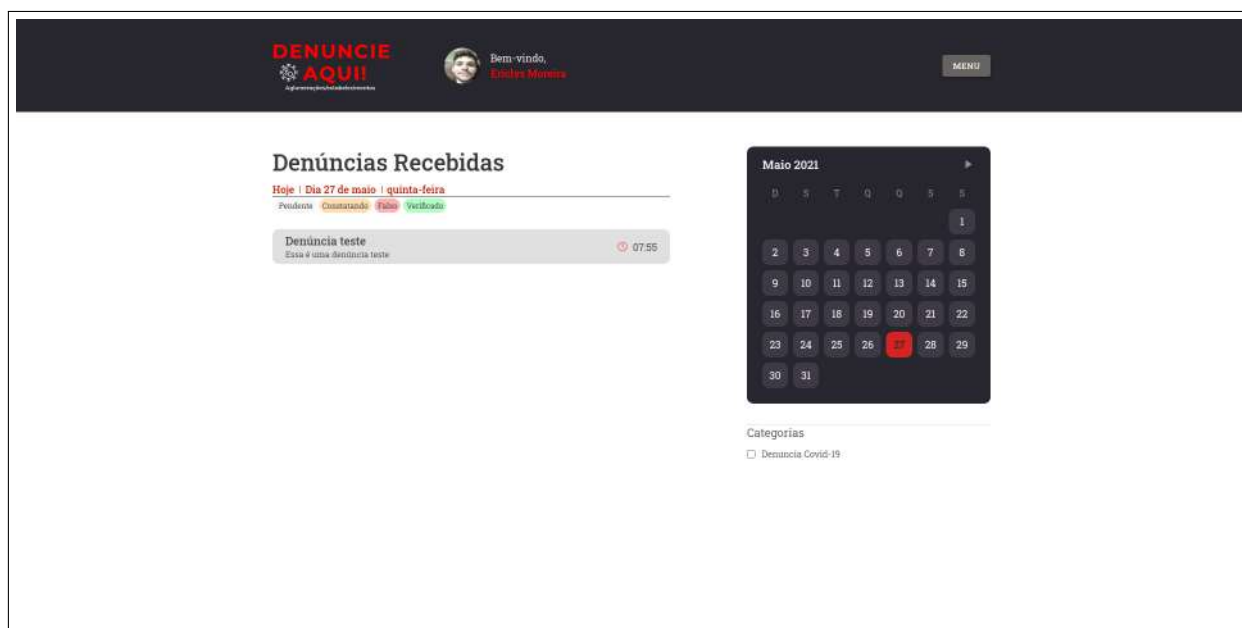 DENUNCIE
AQUI!
Aglomerações/estabelecimentos
Bem-vindo,
Ericlys Moreira
MENU
Denúncias Recebidas
Hoje | Dia 27 de maio | quinta-feira
Pendente Constatando Falso Verificado
Denúncia teste
Essa é uma denúncia teste
07:55
Maio 2021
D S T Q Q S S
1
2 3 4 5 6 7 8
9 10 11 12 13 14 15
16 17 18 19 20 21 22
23 24 25 26 27 28 29
30 31
Categorias
Denuncia Covid-19